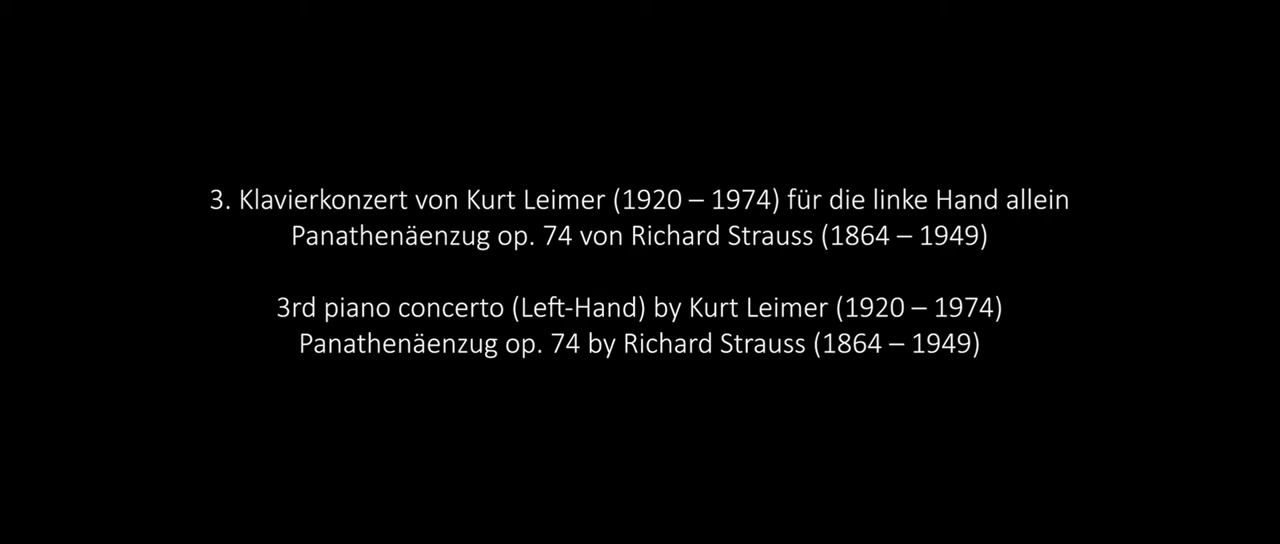 3. Klavierkonzert von Kurt Leimer (1920 – 1974) für die linke Hand allein
Panathenäenzug op. 74 von Richard Strauss (1864 – 1949)
3rd piano concerto (Left-Hand) by Kurt Leimer (1920 – 1974)
Panathenäenzug op. 74 by Richard Strauss (1864 – 1949)